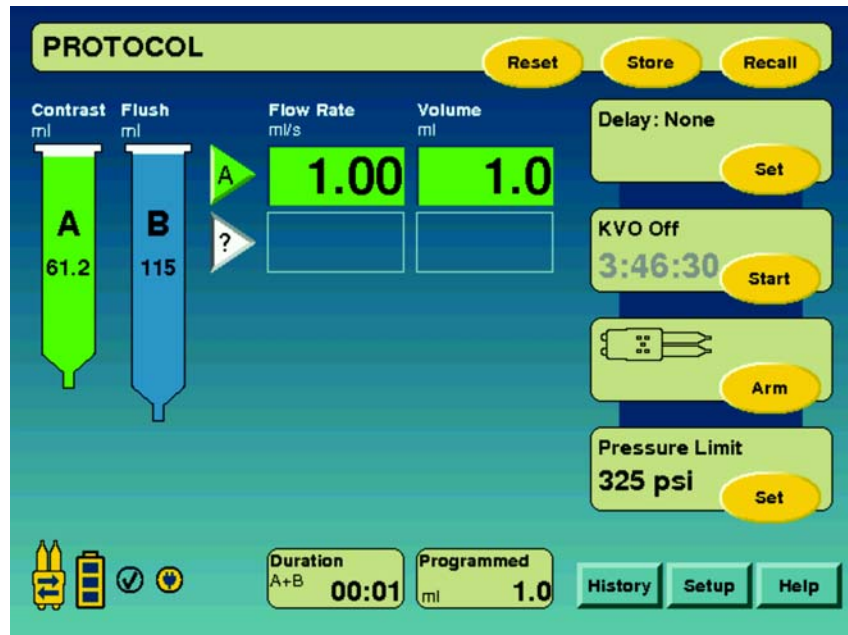 PROTOCOL
Reset
Store
Recall
Contrast Flush
ml ml
Flow Rate Volume
ml/s ml
Delay: None
Set
A 1.00 1.0
A B
61.2 115
?
KVO Off
3:46:30
Start
Arm
Pressure Limit
325 psi
Set
Duration
A+B 00:01
Programmed
ml 1.0
History Setup Help